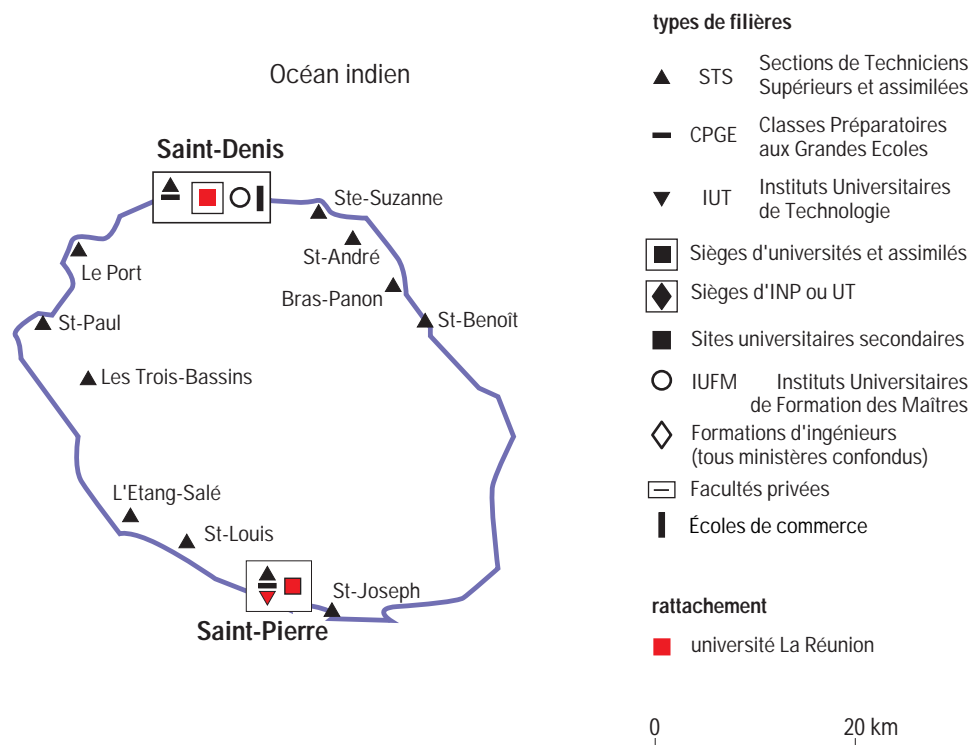 Océan indien
Saint-Denis
Ste-Suzanne
St-André
Le Port
Bras-Panon
St-Paul
St-Benoît
Les Trois-Bassins
L'Etang-Salé
St-Louis
St-Joseph
Saint-Pierre
types de filières
STS Sections de Techniciens
Supérieurs et assimilées
CPGE Classes Préparatoires
aux Grandes Ecoles
IUT Instituts Universitaires
de Technologie
Sièges d'universités et assimilés
Sièges d'INP ou UT
Sites universitaires secondaires
IUFM Instituts Universitaires
de Formation des Maîtres
Formations d'ingénieurs
(tous ministères confondus)
Facultés privées
Écoles de commerce
rattachement
université La Réunion
0 20 km